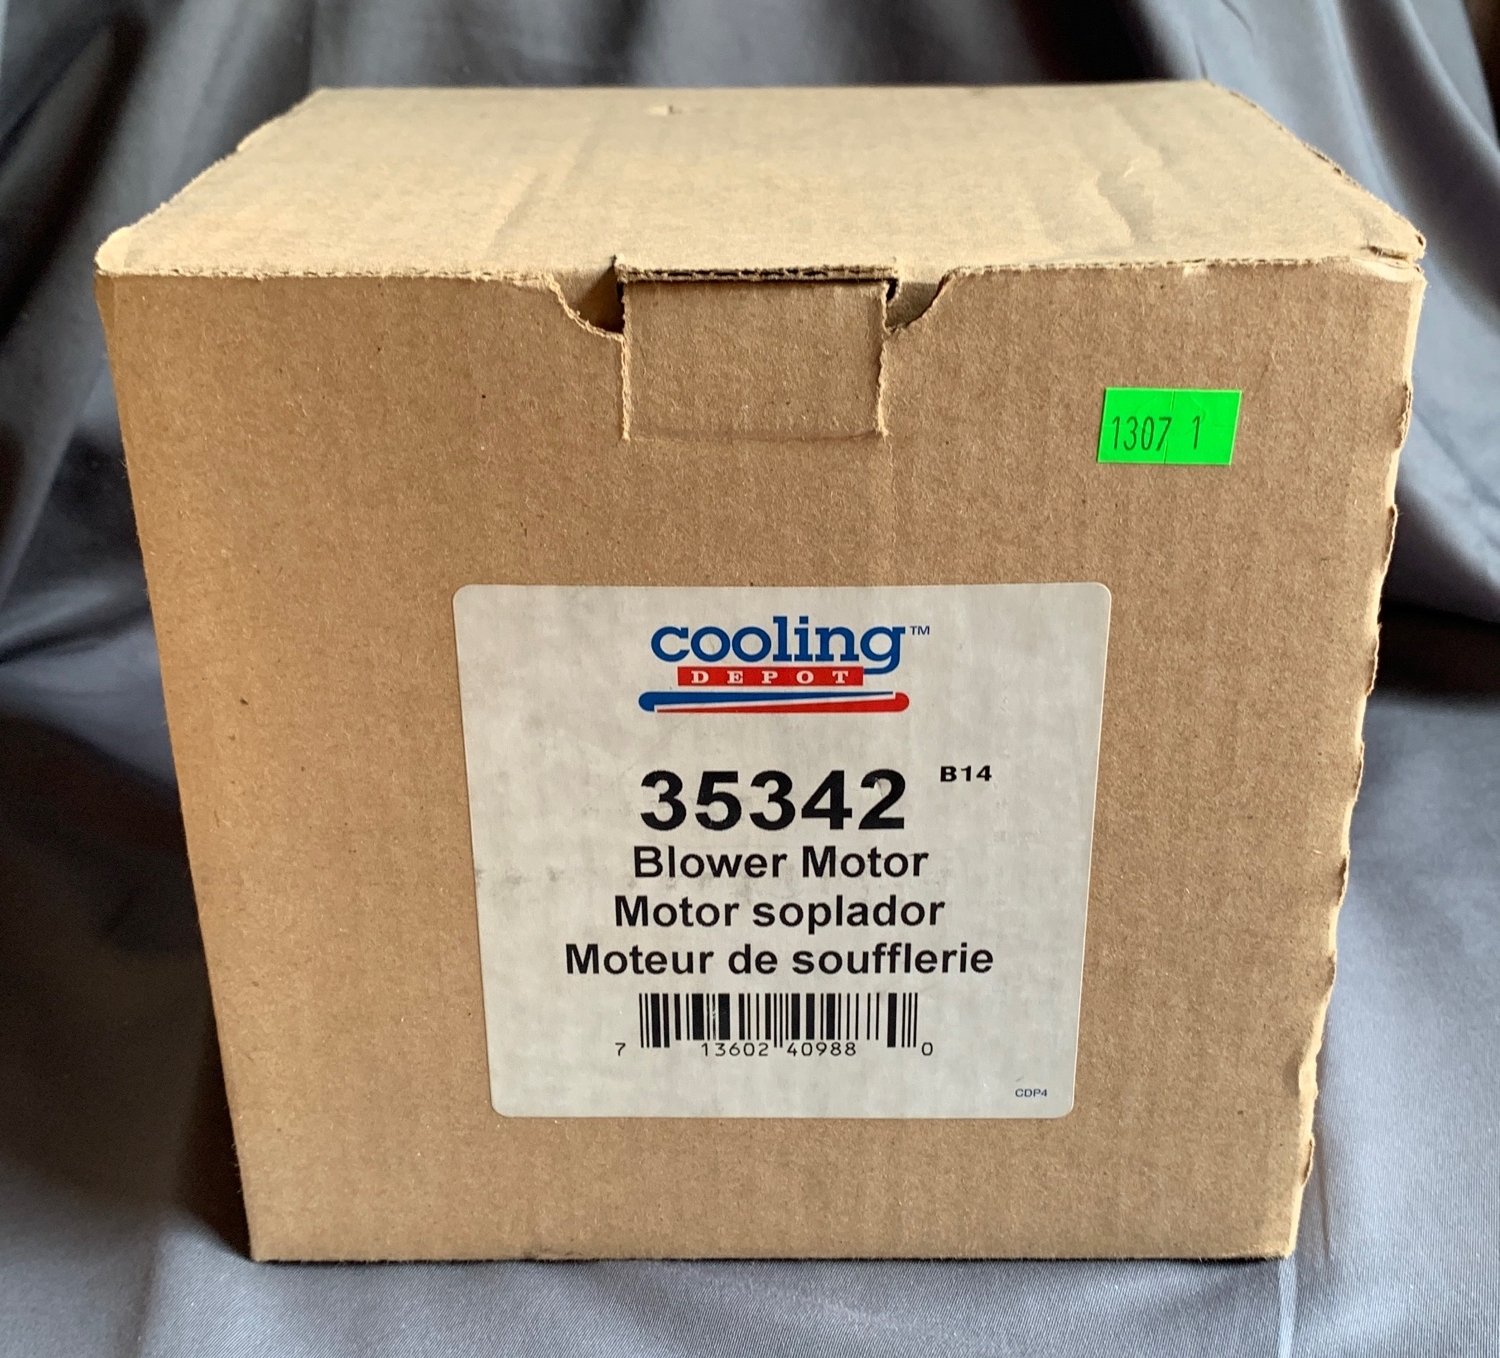 1307 1
cooling™
DEPOT
35342 B14
Blower Motor
Motor soplador
Moteur de soufflerie
7 13602 40988 0
CDP4